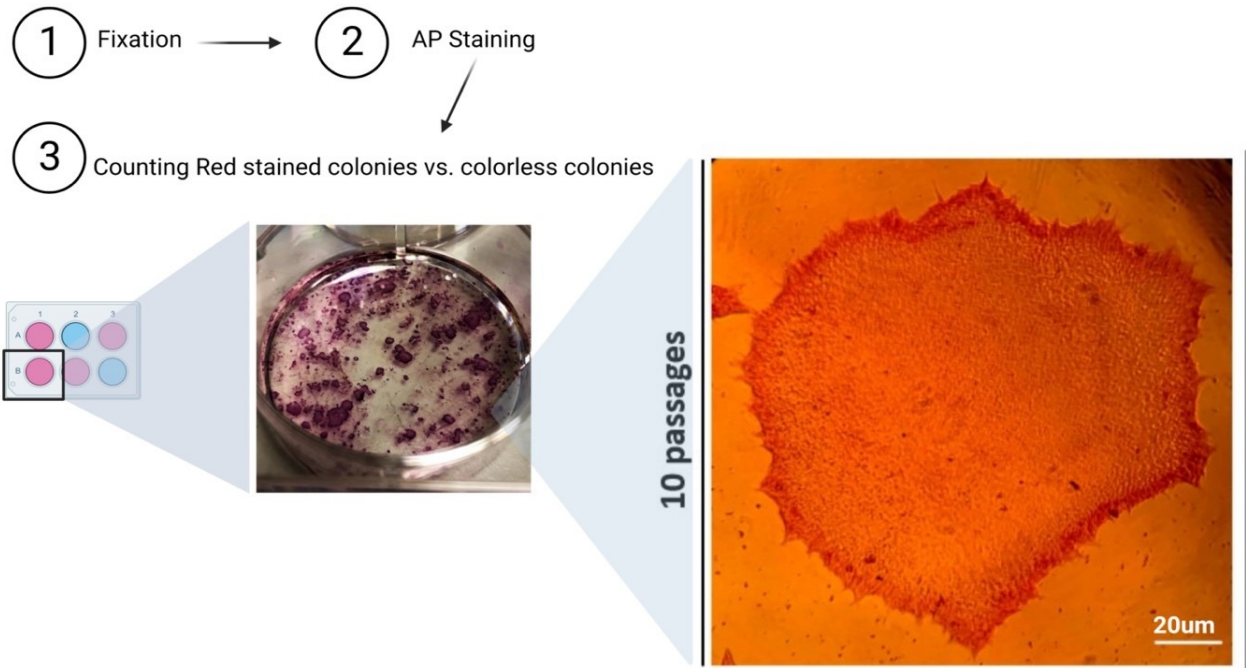 1 Fixation
2 AP Staining
3 Counting Red stained colonies vs. colorless colonies
1 2 3
A
B
10 passages
20um